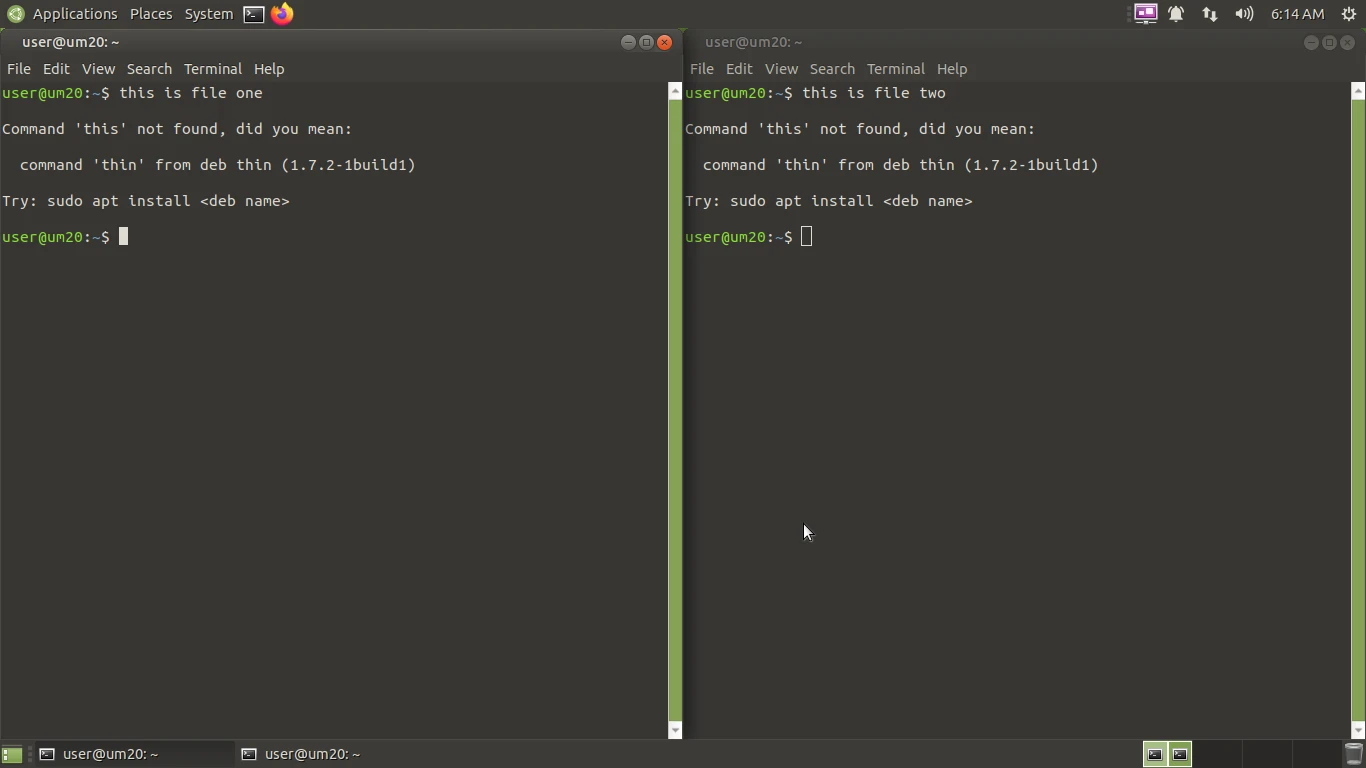 Applications Places System 6:14 AM
user@um20: ~
File Edit View Search Terminal Help
user@um20:~$ this is file one
Command 'this' not found, did you mean:
command 'thin' from deb thin (1.7.2-1build1)
Try: sudo apt install <deb name>
user@um20:~$
user@um20: ~
File Edit View Search Terminal Help
user@um20:~$ this is file two
Command 'this' not found, did you mean:
command 'thin' from deb thin (1.7.2-1build1)
Try: sudo apt install <deb name>
user@um20:~$
user@um20: ~ user@um20: ~